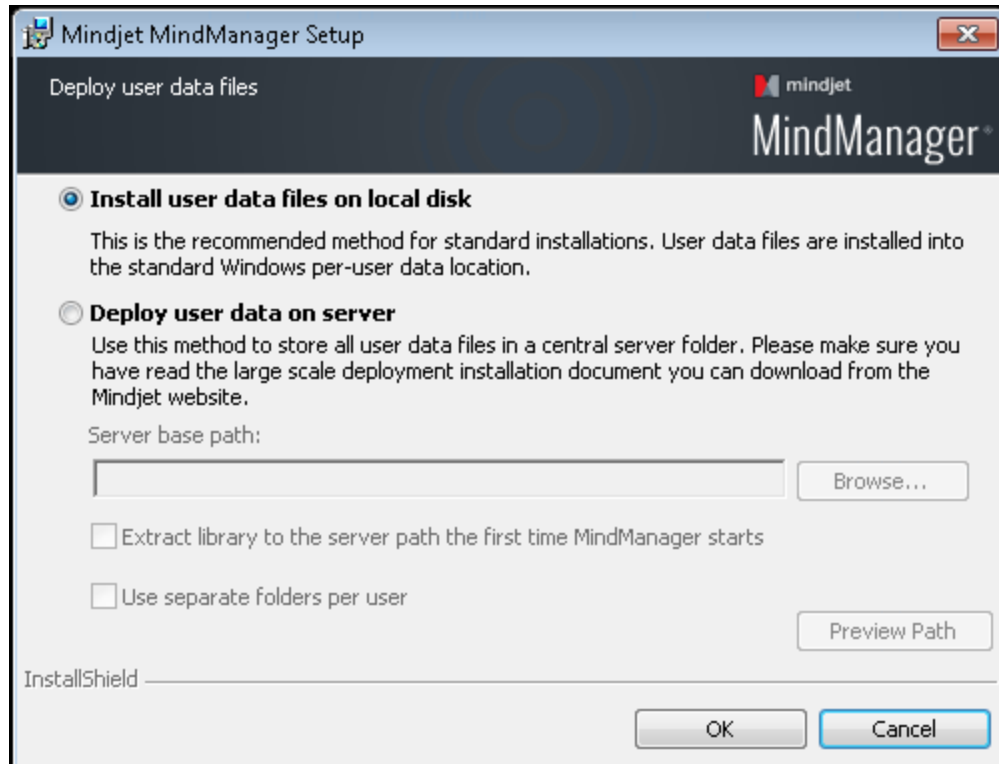 Mindjet MindManager Setup
Deploy user data files
mindjet
MindManager
Install user data files on local disk
This is the recommended method for standard installations. User data files are installed into
the standard Windows per-user data location.
Deploy user data on server
Use this method to store all user data files in a central server folder. Please make sure you
have read the large scale deployment installation document you can download from the
Mindjet website.
Server base path:
Browse...
Extract library to the server path the first time MindManager starts
Use separate folders per user
Preview Path
InstallShield
OK
Cancel